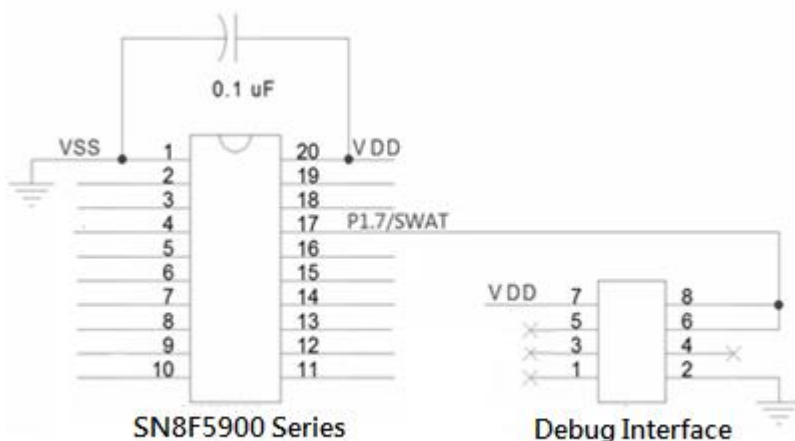 0.1 uF
VSS 1 20 VDD
2 19
3 18
4 17 P1.7/SWAT
5 16
6 15
7 14
8 13
9 12
10 11
VDD 7 8
5 6
3 4
1 2
SN8F5900 Series
Debug Interface